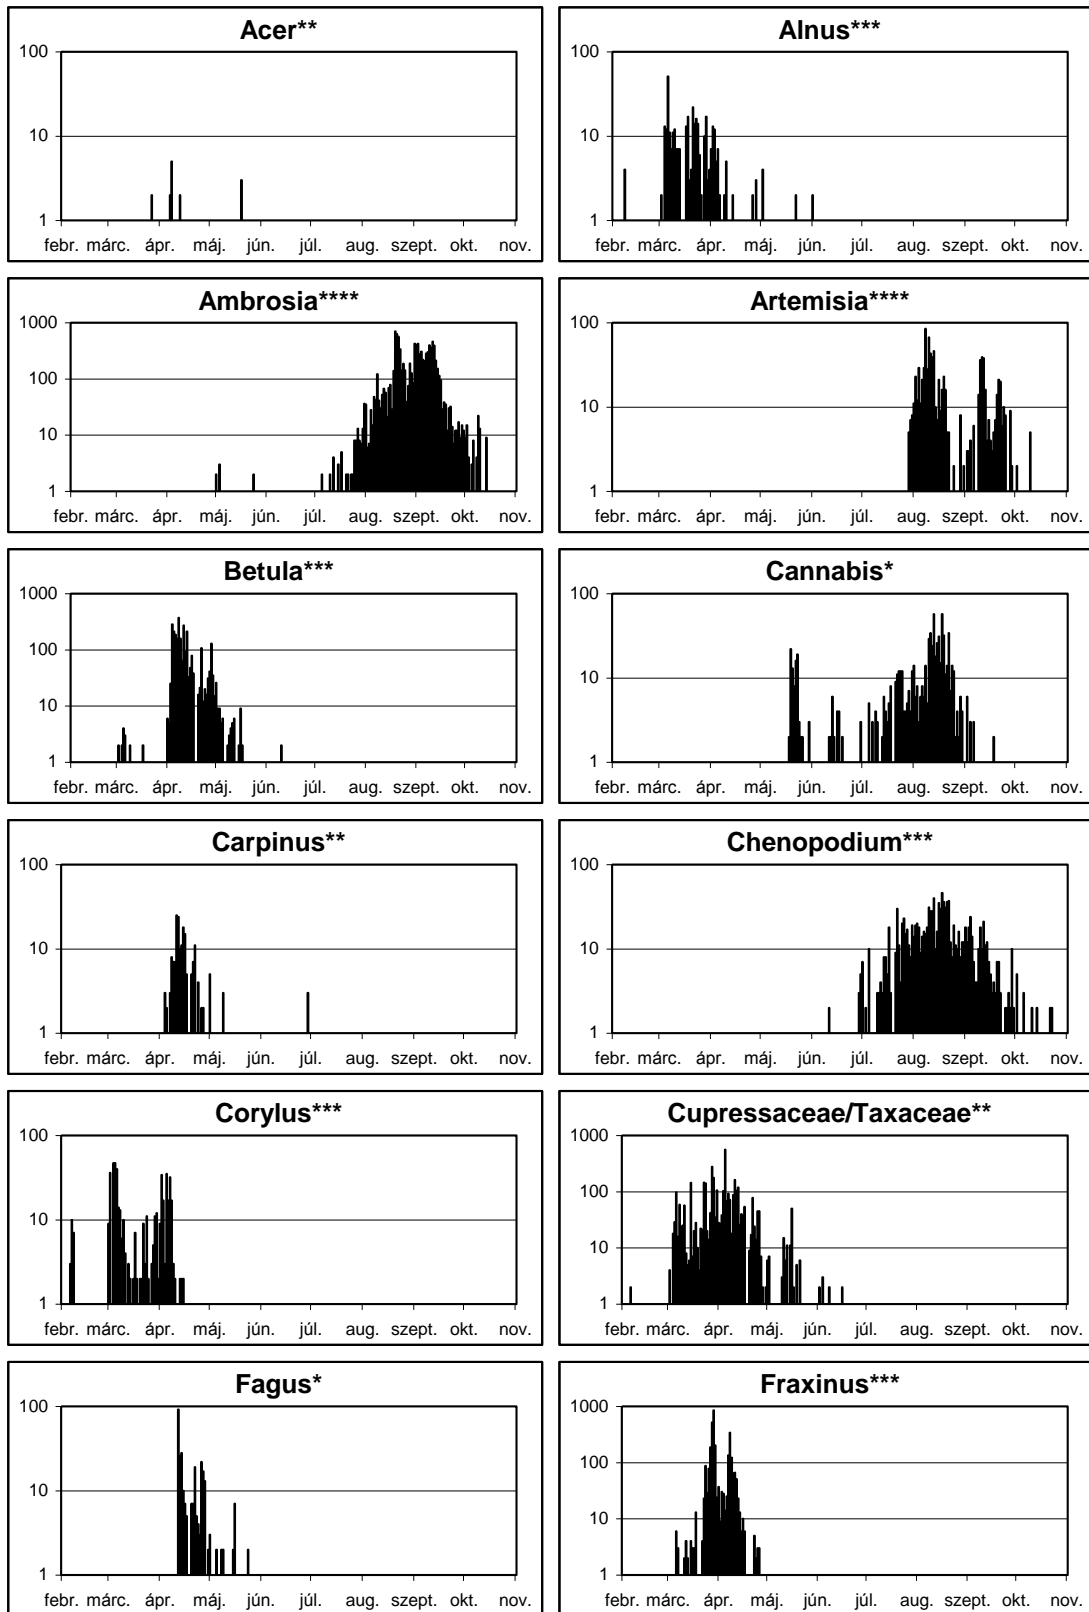 Acer**
100
10
1
febr. márc. ápr. máj. jún. júl. aug. szept. okt. nov.
Alnus***
100
10
1
febr. márc. ápr. máj. jún. júl. aug. szept. okt. nov.
Ambrosia****
1000
100
10
1
febr. márc. ápr. máj. jún. júl. aug. szept. okt. nov.
Artemisia****
100
10
1
febr. márc. ápr. máj. jún. júl. aug. szept. okt. nov.
Betula***
1000
100
10
1
febr. márc. ápr. máj. jún. júl. aug. szept. okt. nov.
Cannabis*
100
10
1
febr. márc. ápr. máj. jún. júl. aug. szept. okt. nov.
Carpinus**
100
10
1
febr. márc. ápr. máj. jún. júl. aug. szept. okt. nov.
Chenopodium***
100
10
1
febr. márc. ápr. máj. jún. júl. aug. szept. okt. nov.
Corylus***
100
10
1
febr. márc. ápr. máj. jún. júl. aug. szept. okt. nov.
Cupressaceae/Taxaceae**
1000
100
10
1
febr. márc. ápr. máj. jún. júl. aug. szept. okt. nov.
Fagus*
100
10
1
febr. márc. ápr. máj. jún. júl. aug. szept. okt. nov.
Fraxinus***
1000
100
10
1
febr. márc. ápr. máj. jún. júl. aug. szept. okt. nov.